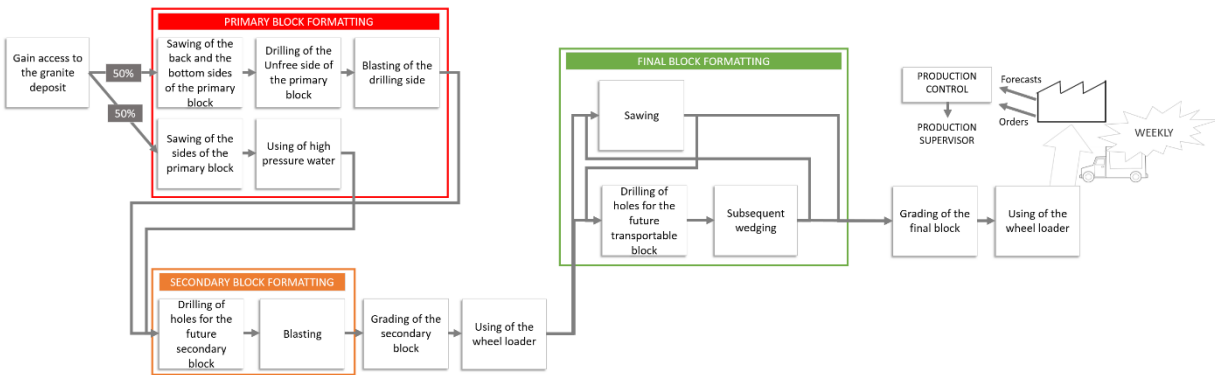 PRIMARY BLOCK FORMATTING
Gain access to
the granite
deposit
50%
50%
Sawing of the
back and the
bottom sides
of the primary
block
Drilling of the
Unfree side of
the primary
block
Blasting of the
drilling side
Sawing of the
sides of the
primary block
Using of high
pressure water
SECONDARY BLOCK FORMATTING
Drilling of
holes for the
future
secondary
block
Blasting
Grading of the
secondary
block
Using of the
wheel loader
FINAL BLOCK FORMATTING
Sawing
Drilling of
holes for the
future
transportable
block
Subsequent
wedging
Grading of the
final block
Using of the
wheel loader
PRODUCTION
CONTROL
PRODUCTION
SUPERVISOR
Forecasts
Orders
WEEKLY